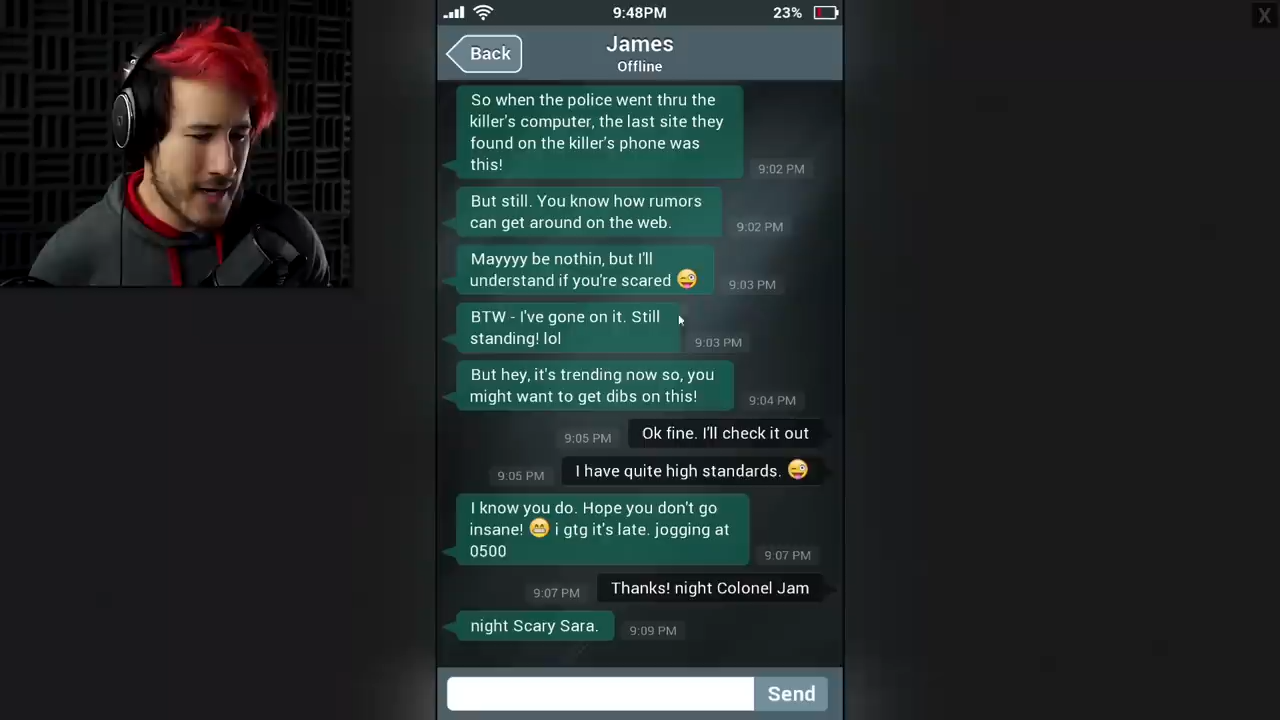 9:48PM
23%
X
Back
James
Offline
So when the police went thru the
killer's computer, the last site they
found on the killer's phone was
this!
9:02 PM
But still. You know how rumors
can get around on the web.
9:02 PM
Mayyyy be nothin, but I'll
understand if you're scared 😜
9:03 PM
BTW - I've gone on it. Still
standing! lol
9:03 PM
But hey, it's trending now so, you
might want to get dibs on this!
9:04 PM
9:05 PM Ok fine. I'll check it out
9:05 PM I have quite high standards. 😜
I know you do. Hope you don't go
insane! 😁 i gtg it's late. jogging at
0500
9:07 PM
9:07 PM Thanks! night Colonel Jam
night Scary Sara. 9:09 PM
Send